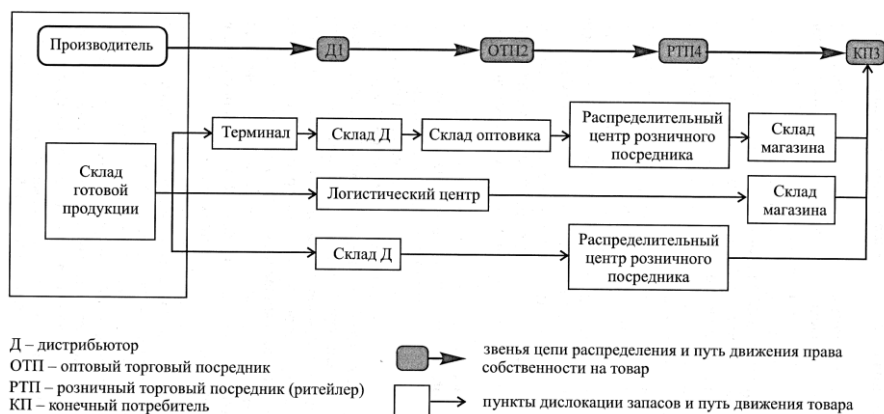 Производитель
Д1
ОТП2
РТП4
КП3
Терминал
Склад Д
Склад оптовика
Распределительный
центр розничного
посредника
Склад
магазина
Склад
готовой
продукции
Логистический центр
Склад
магазина
Склад Д
Распределительный
центр розничного
посредника
Д – дистрибьютор
ОТП – оптовый торговый посредник
РТП – розничный торговый посредник (ритейлер)
КП – конечный потребитель
звенья цепи распределения и путь движения права
собственности на товар
пункты дислокации запасов и путь движения товара